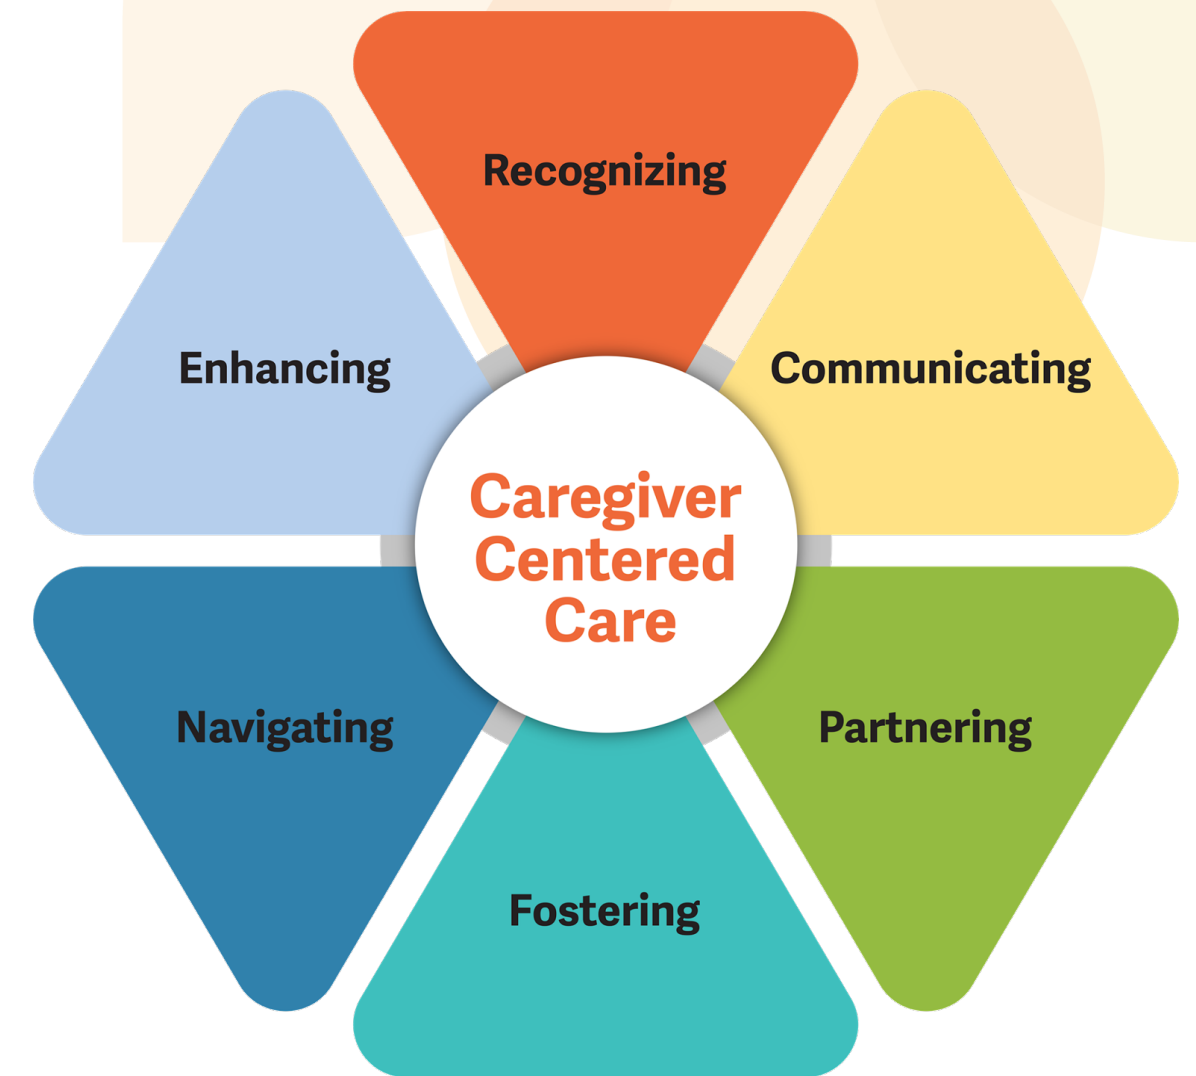 Recognizing
Enhancing
Communicating
Caregiver
Centered
Care
Navigating
Partnering
Fostering